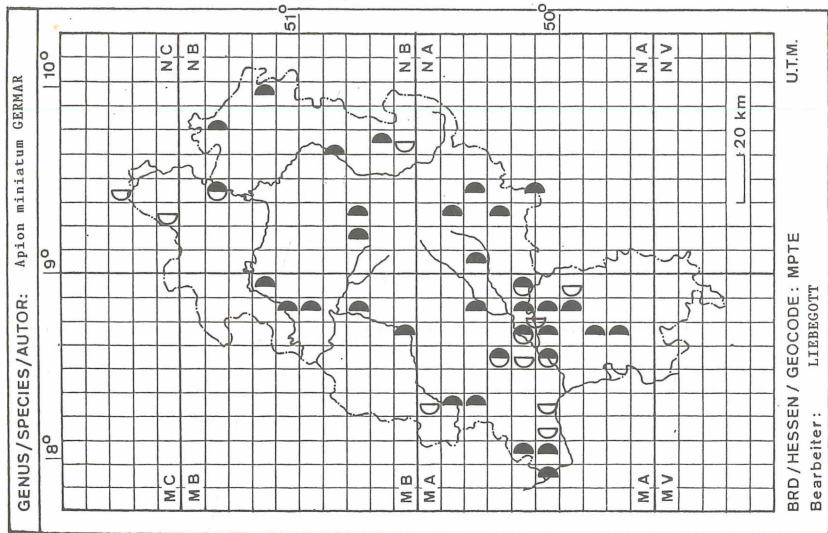 GENUS/SPECIES/AUTOR: Apion miniatum GERMAR
8° 9° 10°
MC NC
MB NB
51°
MB NB
MA NA
50°
MA NA
MV NV
20 km
BRD/HESSEN/GEOCODE: MPTE U.T.M.
Bearbeiter: LIEBEGOTT